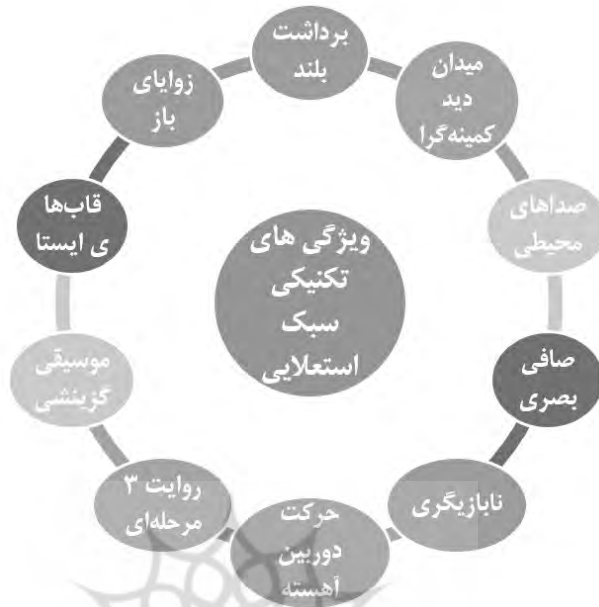 برداشت
بلند
میدان
دید
کمینه‌گرا
صداهای
محیطی
صافی
بصری
نابازیگری
حرکت
دوربین
آهسته
روایت ۳
مرحله‌ای
موسیقی
گزینشی
قاب‌ها
ی ایستا
زوایای
باز
ویژگی های
تکنیکی
سبک
استعلایی